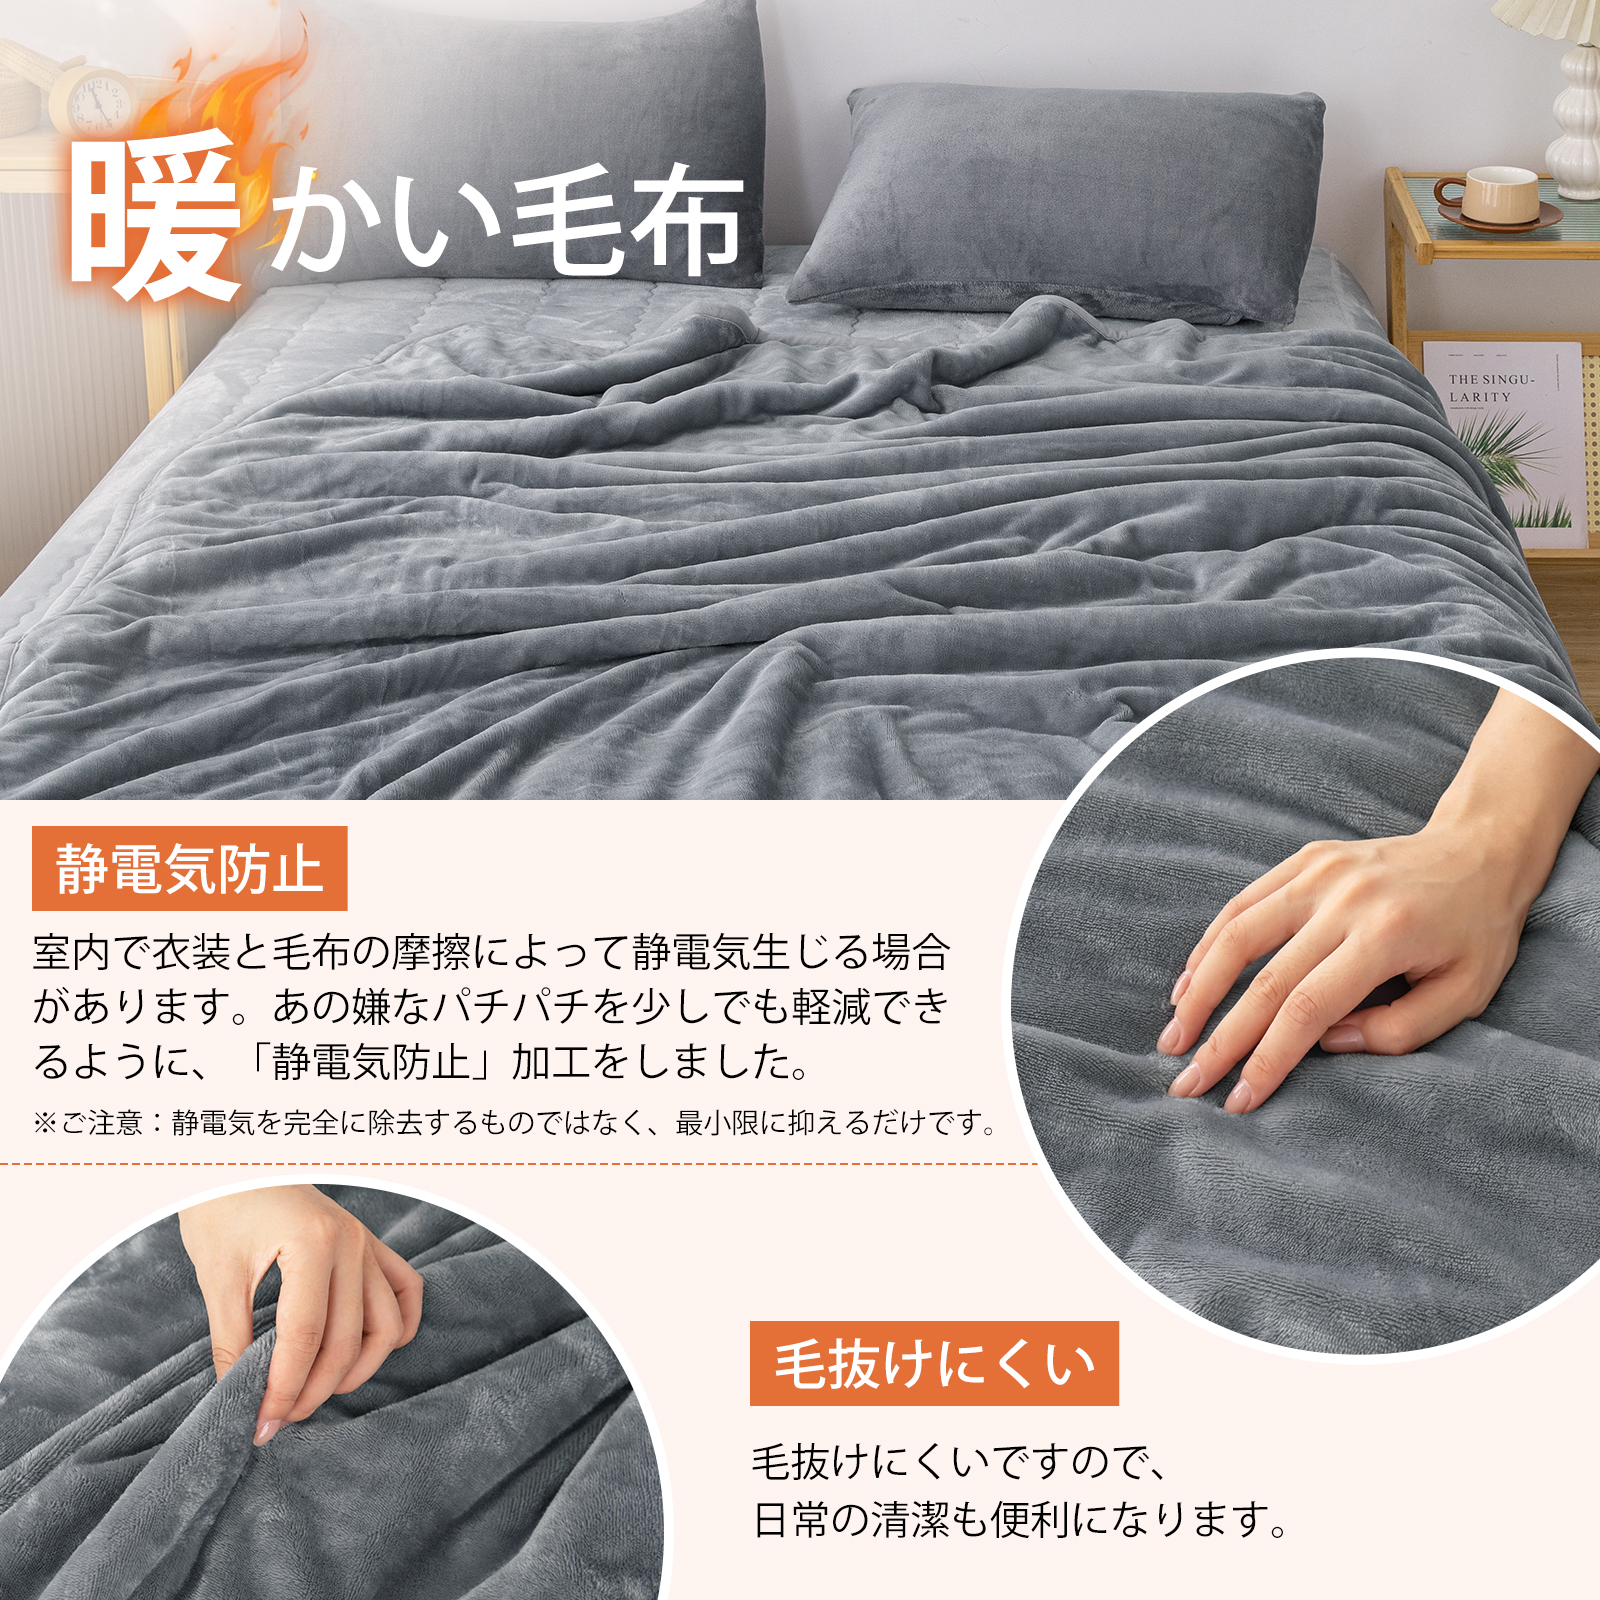 暖かい毛布
THE SINGU-
LARITY
静電気防止
室内で衣装と毛布の摩擦によって静電気生じる場合
があります。あの嫌なパチパチを少しでも軽減でき
るように、「静電気防止」加工をしました。
※ご注意：静電気を完全に除去するものではなく、最小限に抑えるだけです。
毛抜けにくい
毛抜けにくいですので、
日常の清潔も便利になります。